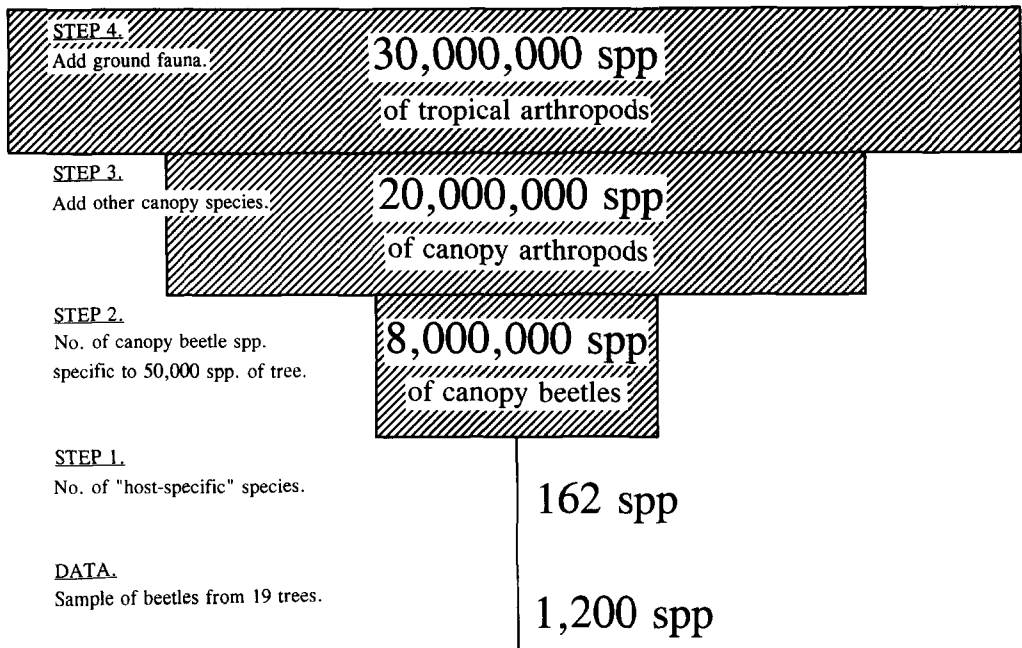 STEP 4.
Add ground fauna.
30,000,000 spp
of tropical arthropods
STEP 3.
Add other canopy species.
20,000,000 spp
of canopy arthropods
STEP 2.
No. of canopy beetle spp.
specific to 50,000 spp. of tree.
8,000,000 spp
of canopy beetles
STEP 1.
No. of "host-specific" species.
162 spp
DATA.
Sample of beetles from 19 trees.
1,200 spp